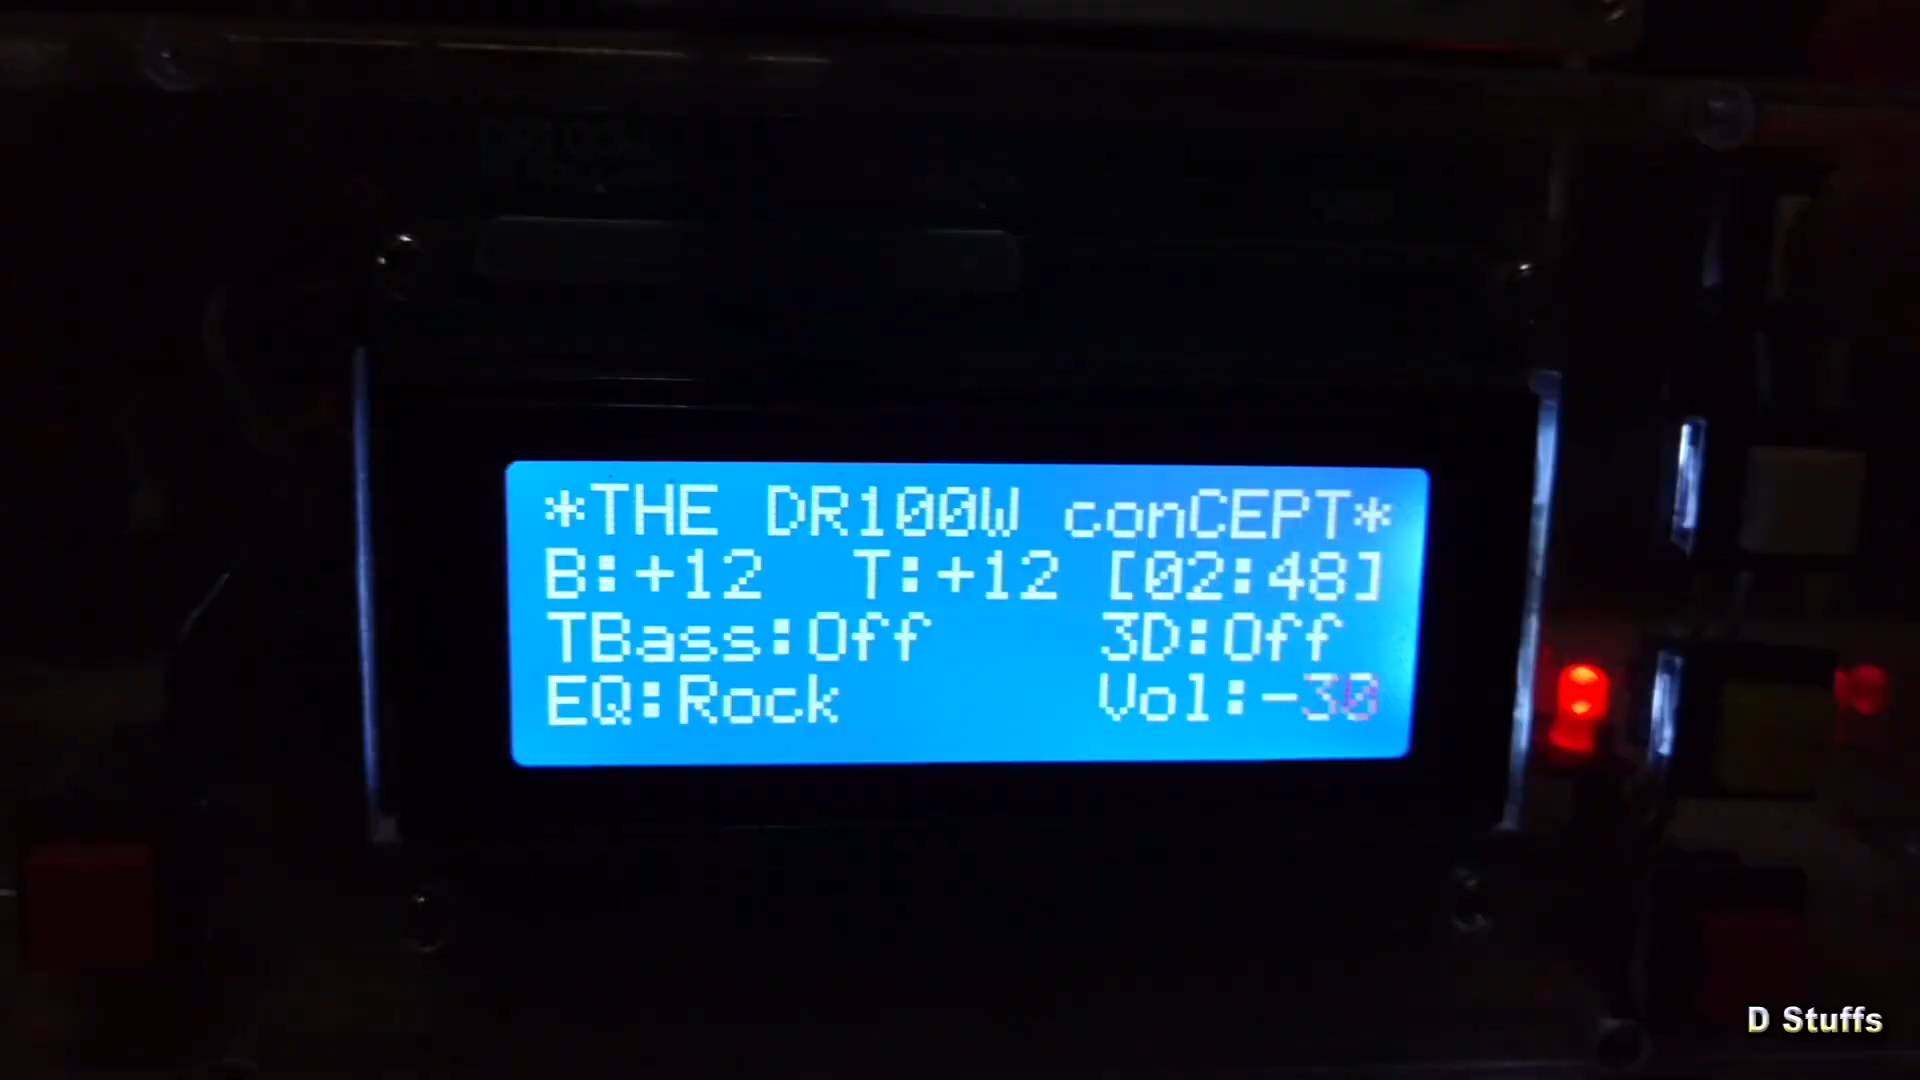 *THE DR100W conCEPT*
B:+12 T:+12 [02:48]
TBass:Off 3D:Off
EQ:Rock Vol:-30
D Stuffs